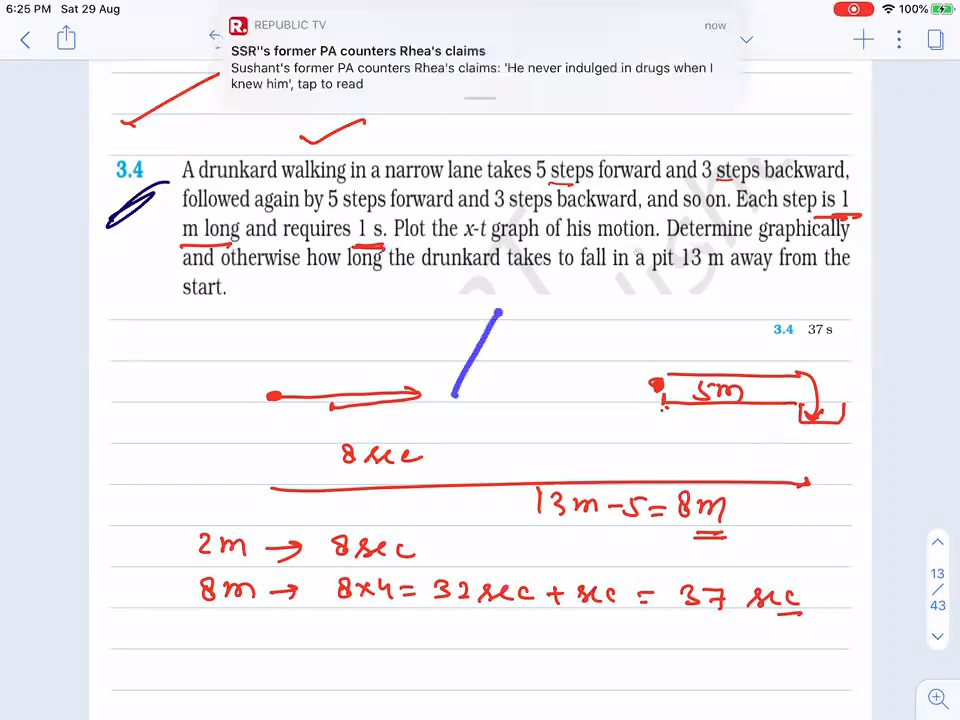 6:25 PM Sat 29 Aug
100%
REPUBLIC TV
now
SSR"s former PA counters Rhea's claims
Sushant's former PA counters Rhea's claims: 'He never indulged in drugs when I
knew him', tap to read
3.4 A drunkard walking in a narrow lane takes 5 steps forward and 3 steps backward,
followed again by 5 steps forward and 3 steps backward, and so on. Each step is 1
m long and requires 1 s. Plot the x-t graph of his motion. Determine graphically
and otherwise how long the drunkard takes to fall in a pit 13 m away from the
start.
3.4 37 s
5m
8 sec
13m - 5 = 8m
2m → 8 sec
8m → 8x4 = 32 sec + sec = 37 sec
13
/
43